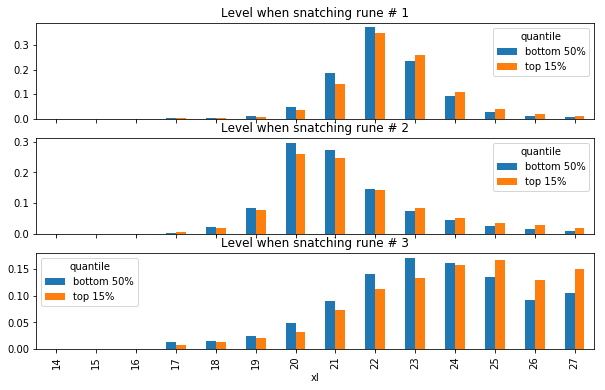 Level when snatching rune # 1
0.3
0.2
0.1
0.0
quantile
bottom 50%
top 15%
Level when snatching rune # 2
0.3
0.2
0.1
0.0
quantile
bottom 50%
top 15%
Level when snatching rune # 3
0.15
0.10
0.05
0.00
quantile
bottom 50%
top 15%
14 15 16 17 18 19 20 21 22 23 24 25 26 27
xl